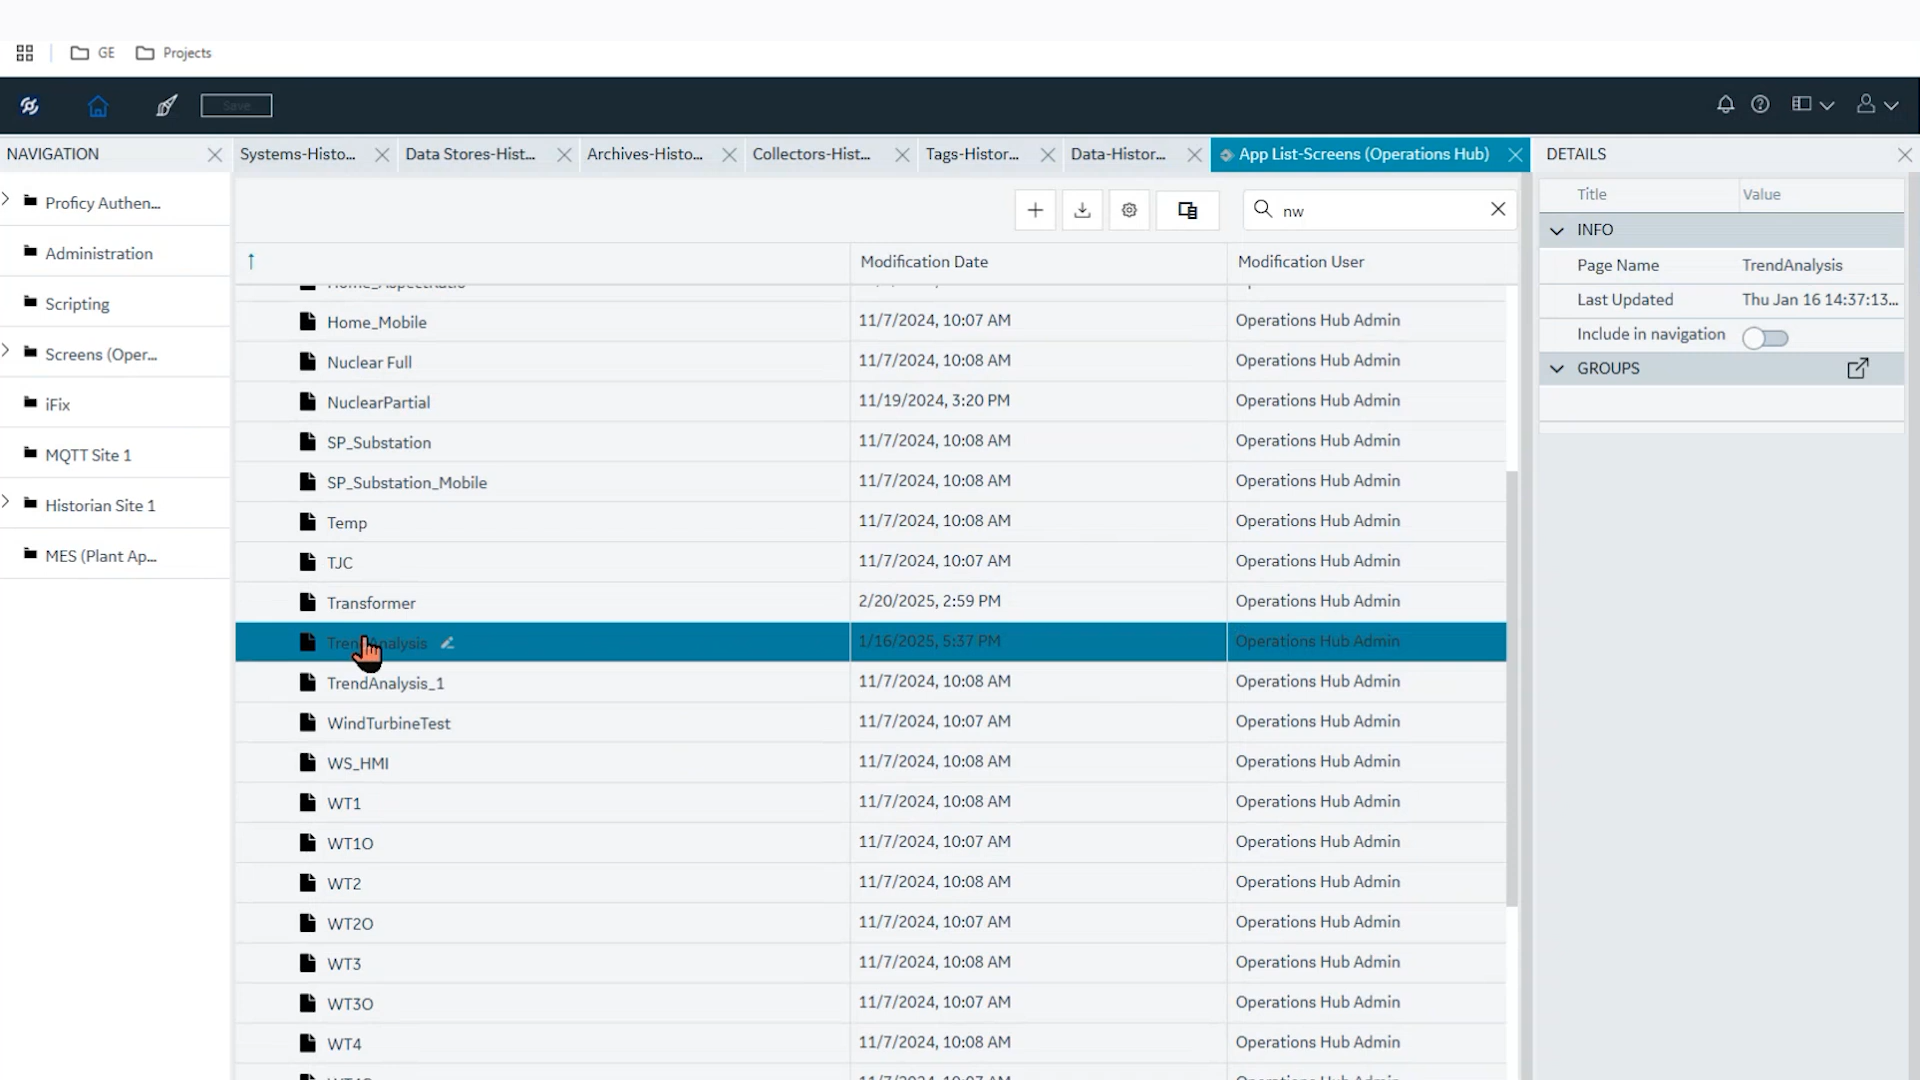 GE Projects
Save
NAVIGATION
Systems-Histo... Data Stores-Hist... Archives-Histo... Collectors-Hist... Tags-Histor... Data-Histor... App List-Screens (Operations Hub)
DETAILS
Proficy Authen...
Administration
Scripting
Screens (Oper...
iFix
MQTT Site 1
Historian Site 1
MES (Plant Ap...
nw
Modification Date Modification User
Home_AspectRatio
Home_Mobile 11/7/2024, 10:07 AM Operations Hub Admin
Nuclear Full 11/7/2024, 10:08 AM Operations Hub Admin
NuclearPartial 11/19/2024, 3:20 PM Operations Hub Admin
SP_Substation 11/7/2024, 10:08 AM Operations Hub Admin
SP_Substation_Mobile 11/7/2024, 10:08 AM Operations Hub Admin
Temp 11/7/2024, 10:08 AM Operations Hub Admin
TJC 11/7/2024, 10:07 AM Operations Hub Admin
Transformer 2/20/2025, 2:59 PM Operations Hub Admin
TrendAnalysis 1/16/2025, 5:37 PM Operations Hub Admin
TrendAnalysis_1 11/7/2024, 10:08 AM Operations Hub Admin
WindTurbineTest 11/7/2024, 10:07 AM Operations Hub Admin
WS_HMI 11/7/2024, 10:08 AM Operations Hub Admin
WT1 11/7/2024, 10:08 AM Operations Hub Admin
WT1O 11/7/2024, 10:07 AM Operations Hub Admin
WT2 11/7/2024, 10:08 AM Operations Hub Admin
WT2O 11/7/2024, 10:07 AM Operations Hub Admin
WT3 11/7/2024, 10:08 AM Operations Hub Admin
WT3O 11/7/2024, 10:07 AM Operations Hub Admin
WT4 11/7/2024, 10:08 AM Operations Hub Admin
Title Value
INFO
Page Name TrendAnalysis
Last Updated Thu Jan 16 14:37:13...
Include in navigation
GROUPS